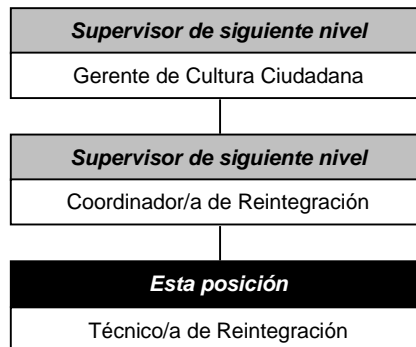 Supervisor de siguiente nivel
Gerente de Cultura Ciudadana
Supervisor de siguiente nivel
Coordinador/a de Reintegración
Esta posición
Técnico/a de Reintegración